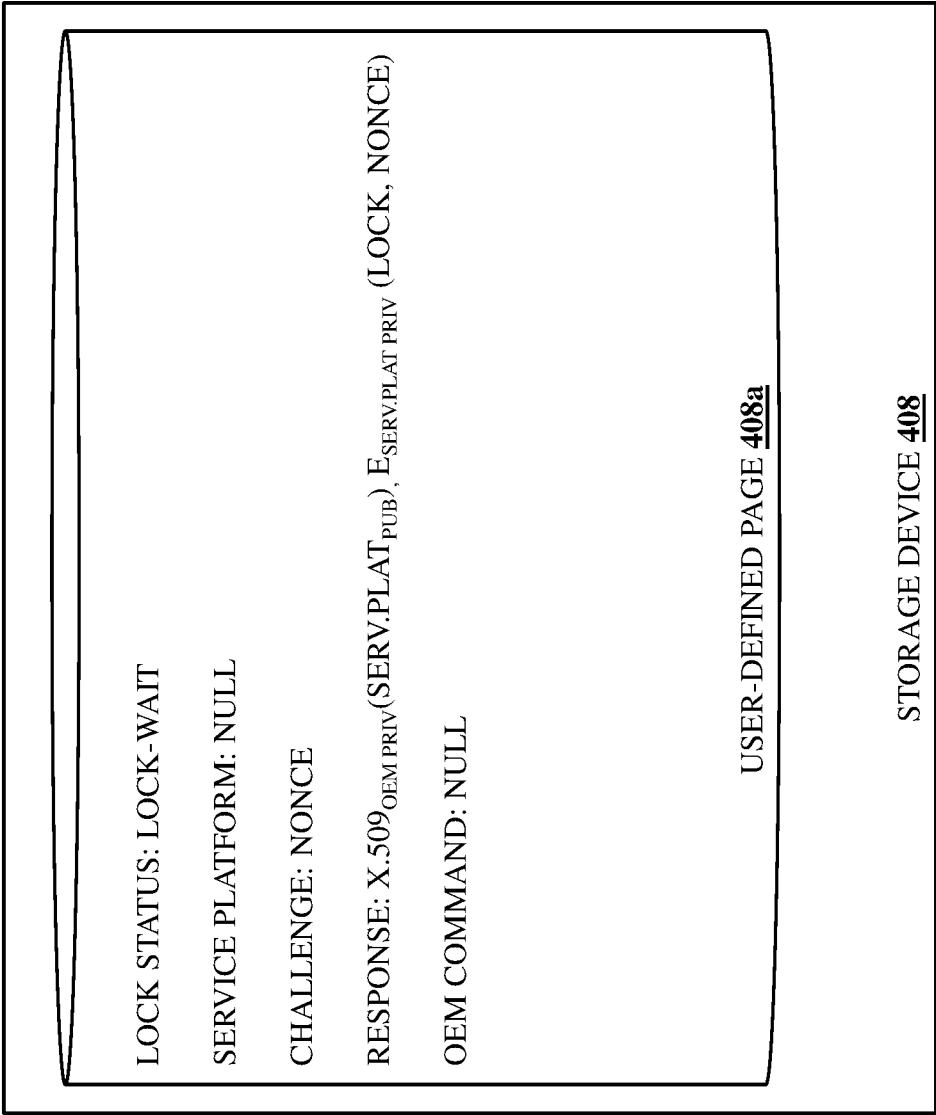 LOCK STATUS: LOCK-WAIT
SERVICE PLATFORM: NULL
CHALLENGE: NONCE
RESPONSE: X.509OEM PRIV(SERV.PLATPUB), ESERV.PLAT PRIV (LOCK, NONCE)
OEM COMMAND: NULL
USER-DEFINED PAGE 408a
STORAGE DEVICE 408